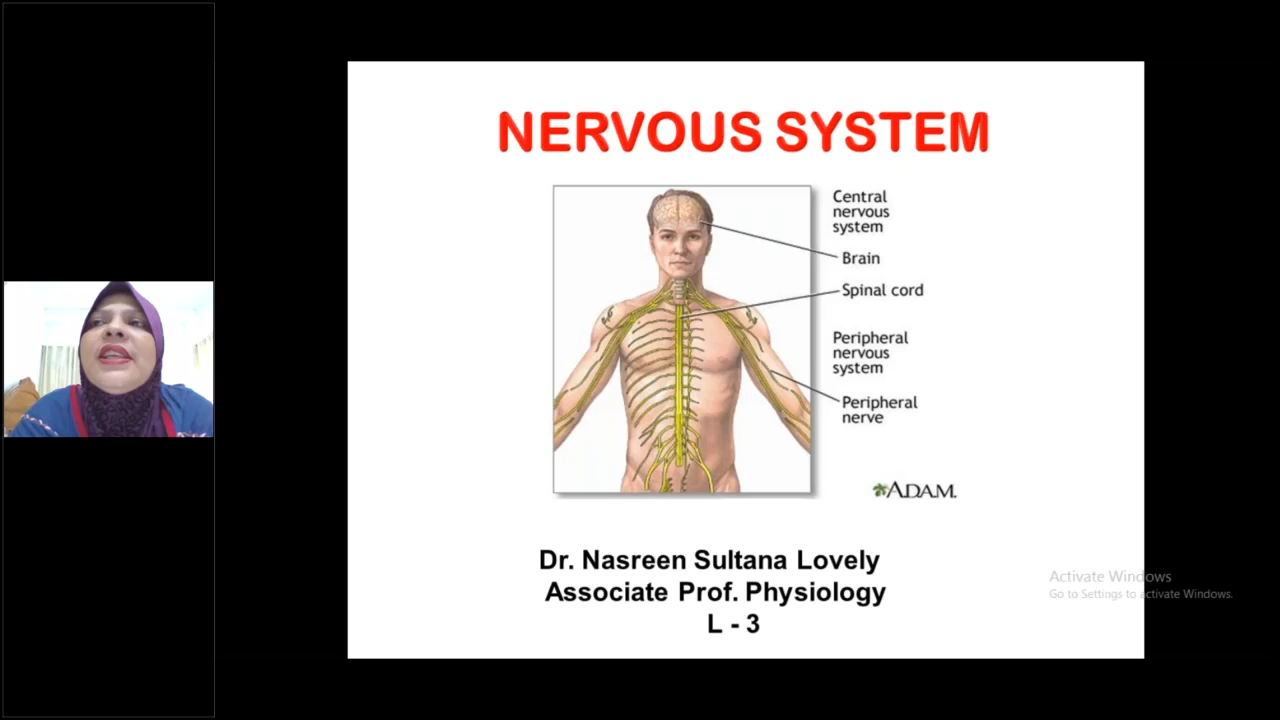 NERVOUS SYSTEM
Central
nervous
system
Brain
Spinal cord
Peripheral
nervous
system
Peripheral
nerve
ADAM.
Dr. Nasreen Sultana Lovely
Associate Prof. Physiology
L - 3
Activate Windows
Go to Settings to activate Windows.